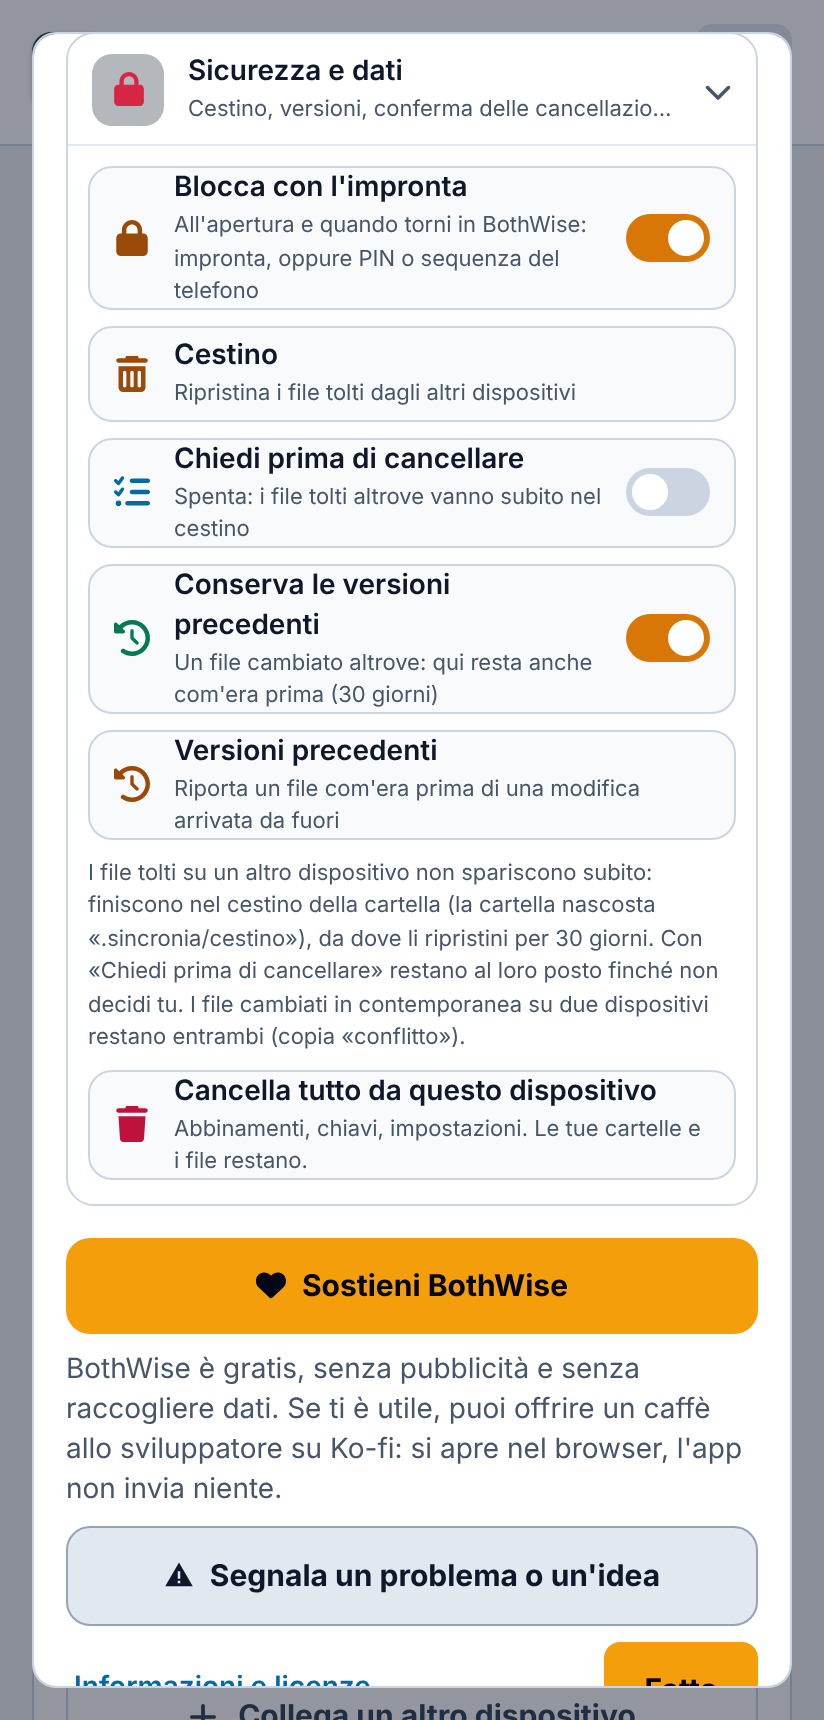 Sicurezza e dati
Cestino, versioni, conferma delle cancellazio...
Blocca con l'impronta
All'apertura e quando torni in BothWise:
impronta, oppure PIN o sequenza del
telefono
Cestino
Ripristina i file tolti dagli altri dispositivi
Chiedi prima di cancellare
Spenta: i file tolti altrove vanno subito nel
cestino
Conserva le versioni
precedenti
Un file cambiato altrove: qui resta anche
com'era prima (30 giorni)
Versioni precedenti
Riporta un file com'era prima di una modifica
arrivata da fuori
I file tolti su un altro dispositivo non spariscono subito:
finiscono nel cestino della cartella (la cartella nascosta
«.sincronia/cestino»), da dove li ripristini per 30 giorni. Con
«Chiedi prima di cancellare» restano al loro posto finché non
decidi tu. I file cambiati in contemporanea su due dispositivi
restano entrambi (copia «conflitto»).
Cancella tutto da questo dispositivo
Abbinamenti, chiavi, impostazioni. Le tue cartelle e
i file restano.
Sostieni BothWise
BothWise è gratis, senza pubblicità e senza
raccogliere dati. Se ti è utile, puoi offrire un caffè
allo sviluppatore su Ko-fi: si apre nel browser, l'app
non invia niente.
Segnala un problema o un'idea
Informazioni e licenze
Fatto
Collega un altro dispositivo